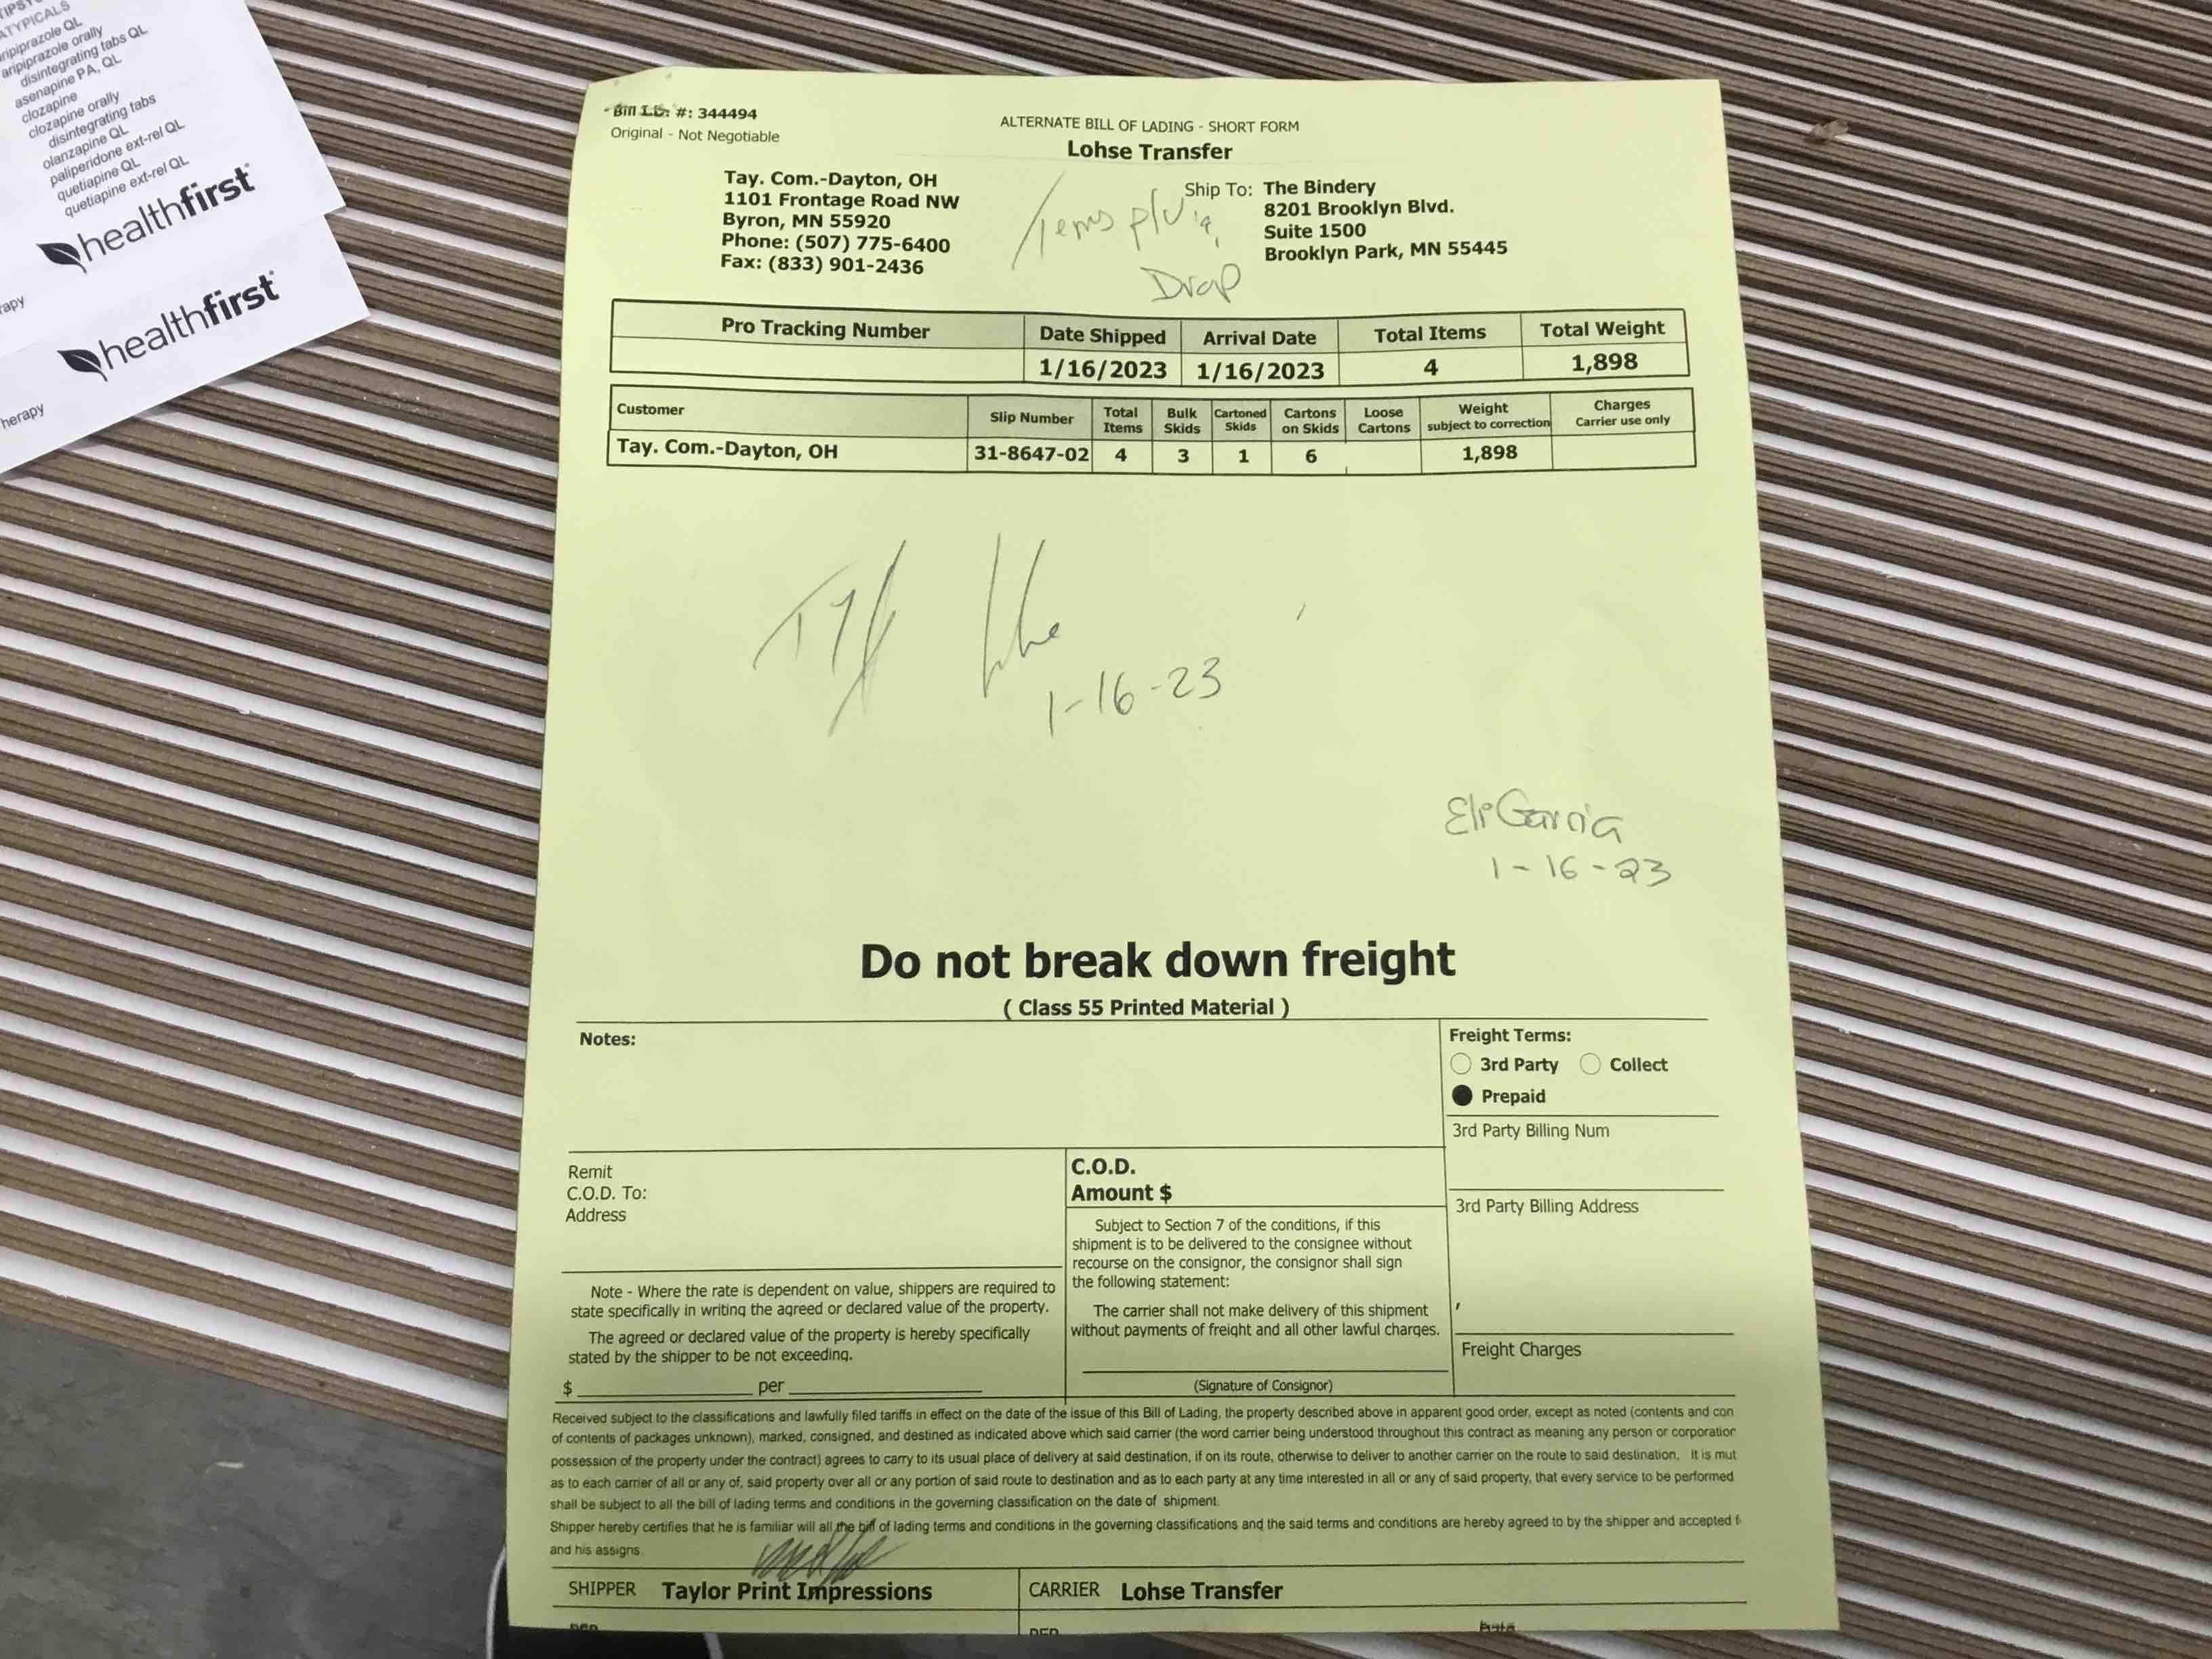 ATYPICALS
aripiprazole QL
aripiprazole orally
disintegrating tabs QL
asenapine PA, QL
clozapine
clozapine orally
disintegrating tabs
olanzapine QL
paliperidone ext-rel QL
quetiapine QL
quetiapine ext-rel QL
healthfirst
healthfirst
Bill I.D. #: 344494
Original - Not Negotiable
ALTERNATE BILL OF LADING - SHORT FORM
Lohse Transfer
Tay. Com.-Dayton, OH
1101 Frontage Road NW
Byron, MN 55920
Phone: (507) 775-6400
Fax: (833) 901-2436
Drop
Ship To: The Bindery
8201 Brooklyn Blvd.
Suite 1500
Brooklyn Park, MN 55445
Pro Tracking Number Date Shipped Arrival Date Total Items Total Weight
1/16/2023 1/16/2023 4 1,898
Customer Slip Number Total Items Bulk Skids Cartoned Skids Cartons on Skids Loose Cartons Weight subject to correction Charges Carrier use only
Tay. Com.-Dayton, OH 31-8647-02 4 3 1 6 1,898
1-16-23
Eli Garcia
1-16-23
Do not break down freight
( Class 55 Printed Material )
Notes:
Freight Terms:
3rd Party Collect
Prepaid
3rd Party Billing Num
3rd Party Billing Address
Freight Charges
Remit
C.O.D. To:
Address
C.O.D.
Amount $
Note - Where the rate is dependent on value, shippers are required to
state specifically in writing the agreed or declared value of the property.
The agreed or declared value of the property is hereby specifically
stated by the shipper to be not exceeding.
$ per
Subject to Section 7 of the conditions, if this
shipment is to be delivered to the consignee without
recourse on the consignor, the consignor shall sign
the following statement:
The carrier shall not make delivery of this shipment
without payments of freight and all other lawful charges.
(Signature of Consignor)
Received subject to the classifications and lawfully filed tariffs in effect on the date of the issue of this Bill of Lading, the property described above in apparent good order, except as noted (contents and con
of contents of packages unknown), marked, consigned, and destined as indicated above which said carrier (the word carrier being understood throughout this contract as meaning any person or corporation
possession of the property under the contract) agrees to carry to its usual place of delivery at said destination, if on its route, otherwise to deliver to another carrier on the route to said destination. It is mut
as to each carrier of all or any of, said property over all or any portion of said route to destination and as to each party at any time interested in all or any of said property, that every service to be performed
shall be subject to all the bill of lading terms and conditions in the governing classification on the date of shipment.
Shipper hereby certifies that he is familiar will all the bill of lading terms and conditions in the governing classifications and the said terms and conditions are hereby agreed to by the shipper and accepted f
and his assigns.
SHIPPER Taylor Print Impressions
CARRIER Lohse Transfer